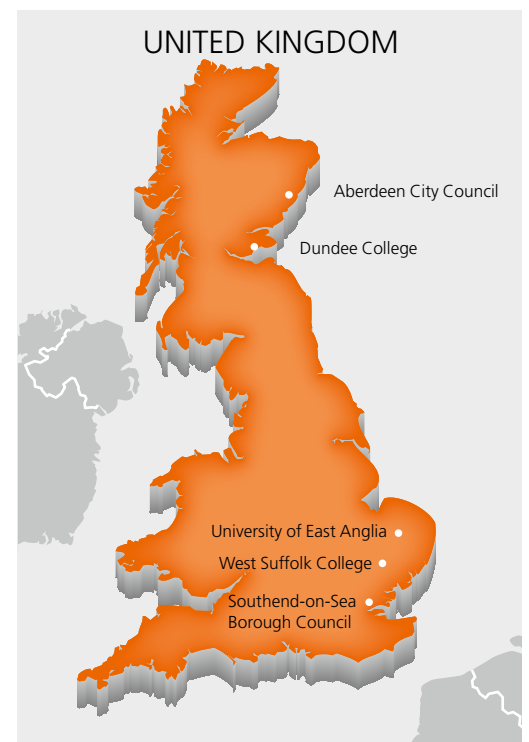 UNITED KINGDOM
Aberdeen City Council
Dundee College
University of East Anglia
West Suffolk College
Southend-on-Sea
Borough Council